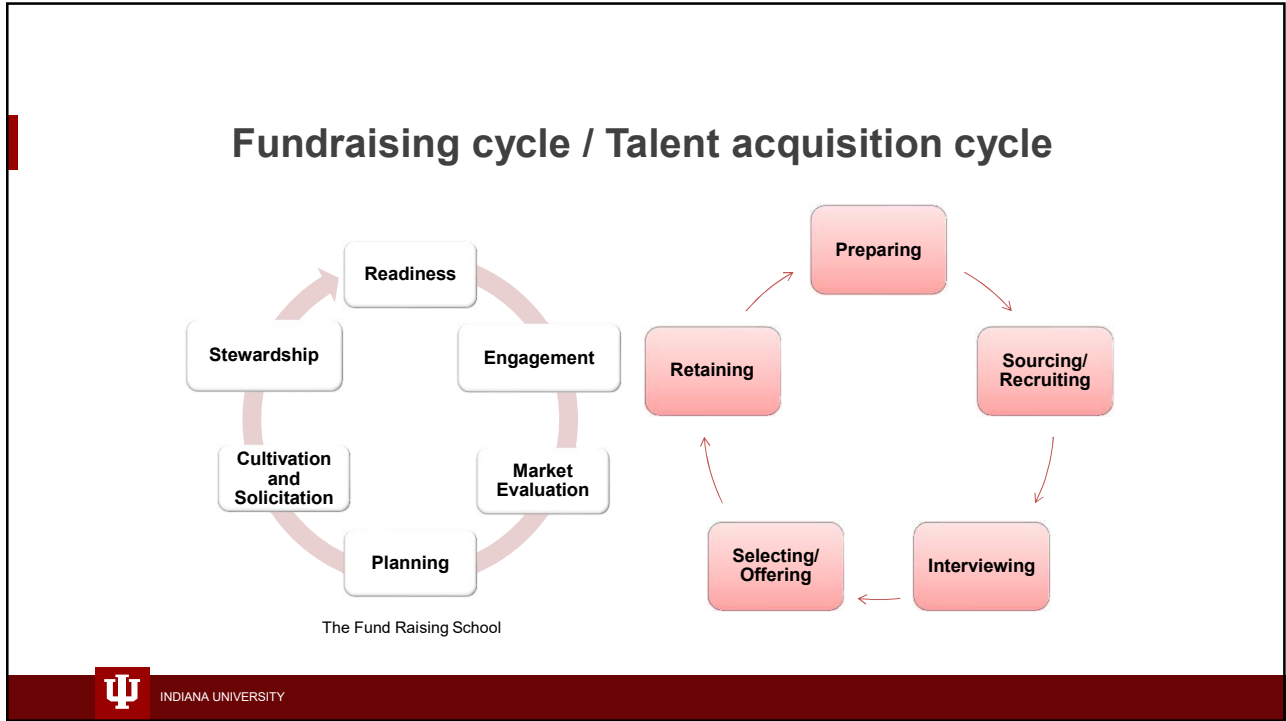 Fundraising cycle / Talent acquisition cycle
Readiness
Engagement
Market
Evaluation
Planning
Cultivation
and
Solicitation
Stewardship
The Fund Raising School
Preparing
Sourcing/
Recruiting
Interviewing
Selecting/
Offering
Retaining
INDIANA UNIVERSITY